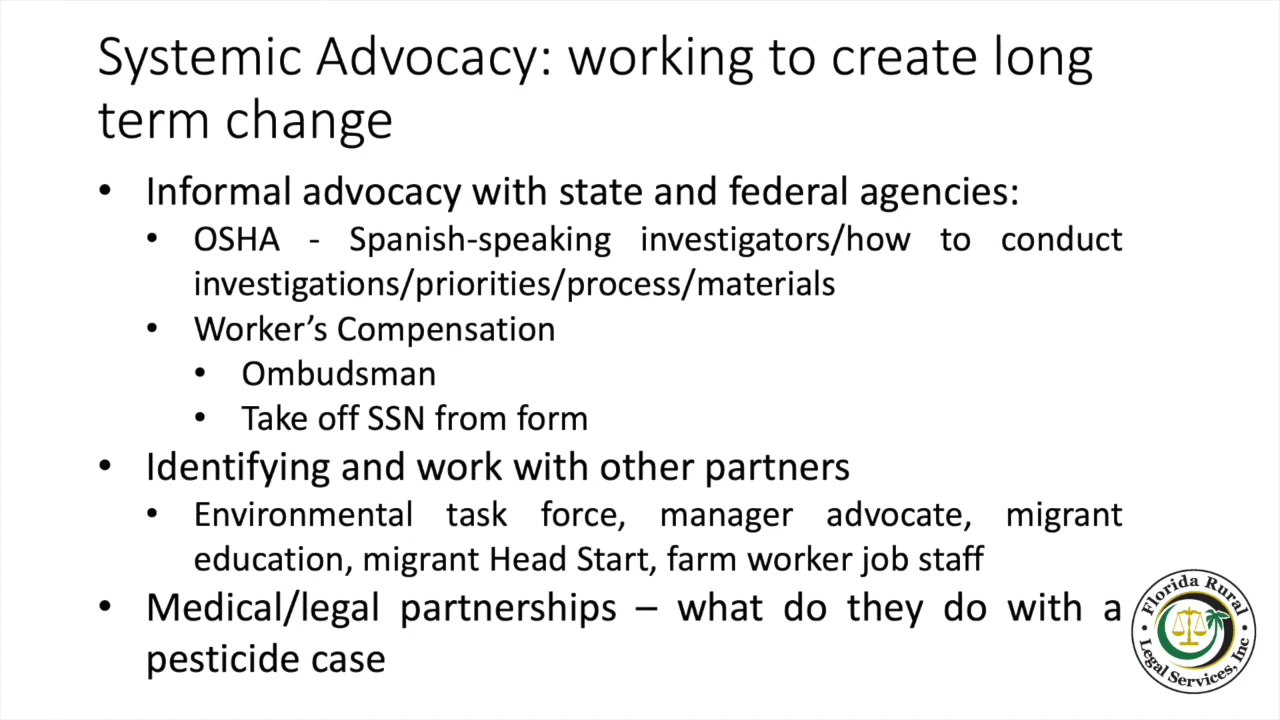 Systemic Advocacy: working to create long
term change
• Informal advocacy with state and federal agencies:
• OSHA - Spanish-speaking investigators/how to conduct
investigations/priorities/process/materials
• Worker’s Compensation
• Ombudsman
• Take off SSN from form
• Identifying and work with other partners
• Environmental task force, manager advocate, migrant
education, migrant Head Start, farm worker job staff
• Medical/legal partnerships – what do they do with a
pesticide case
Florida Rural
Legal Services, Inc